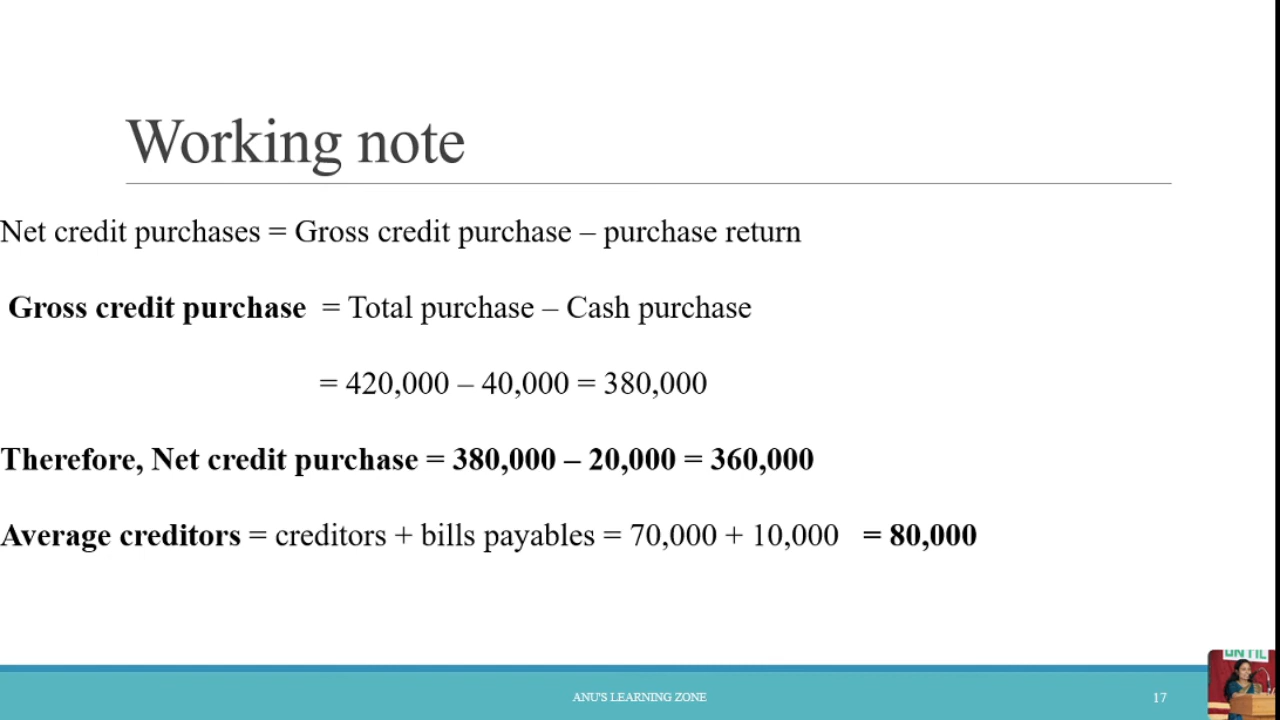 Working note
Net credit purchases = Gross credit purchase – purchase return
Gross credit purchase = Total purchase – Cash purchase
= 420,000 – 40,000 = 380,000
Therefore, Net credit purchase = 380,000 – 20,000 = 360,000
Average creditors = creditors + bills payables = 70,000 + 10,000 = 80,000
ANU'S LEARNING ZONE
17